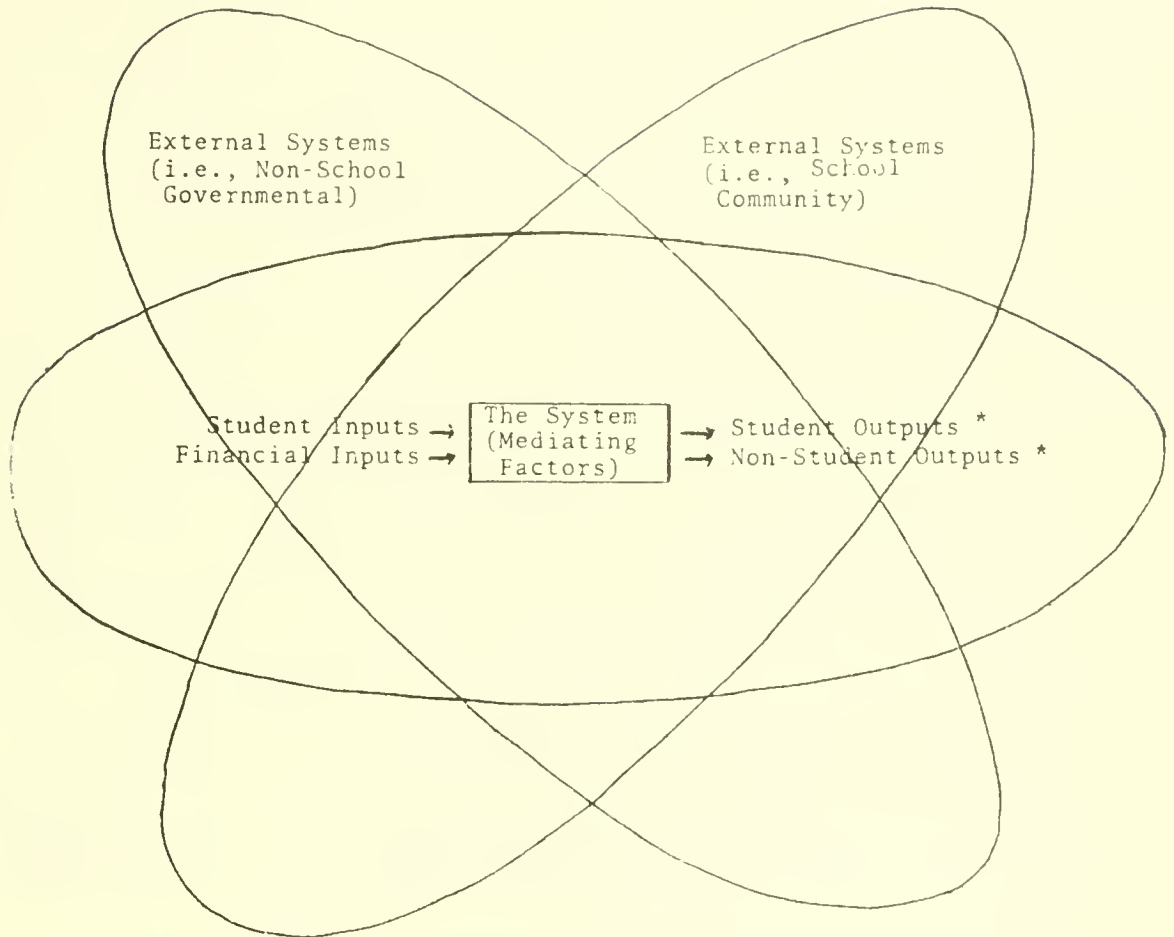 External Systems
(i.e., Non-School
Governmental)
External Systems
(i.e., School
Community)
Student Inputs →
Financial Inputs →
The System
(Mediating
Factors)
→ Student Outputs *
→ Non-Student Outputs *